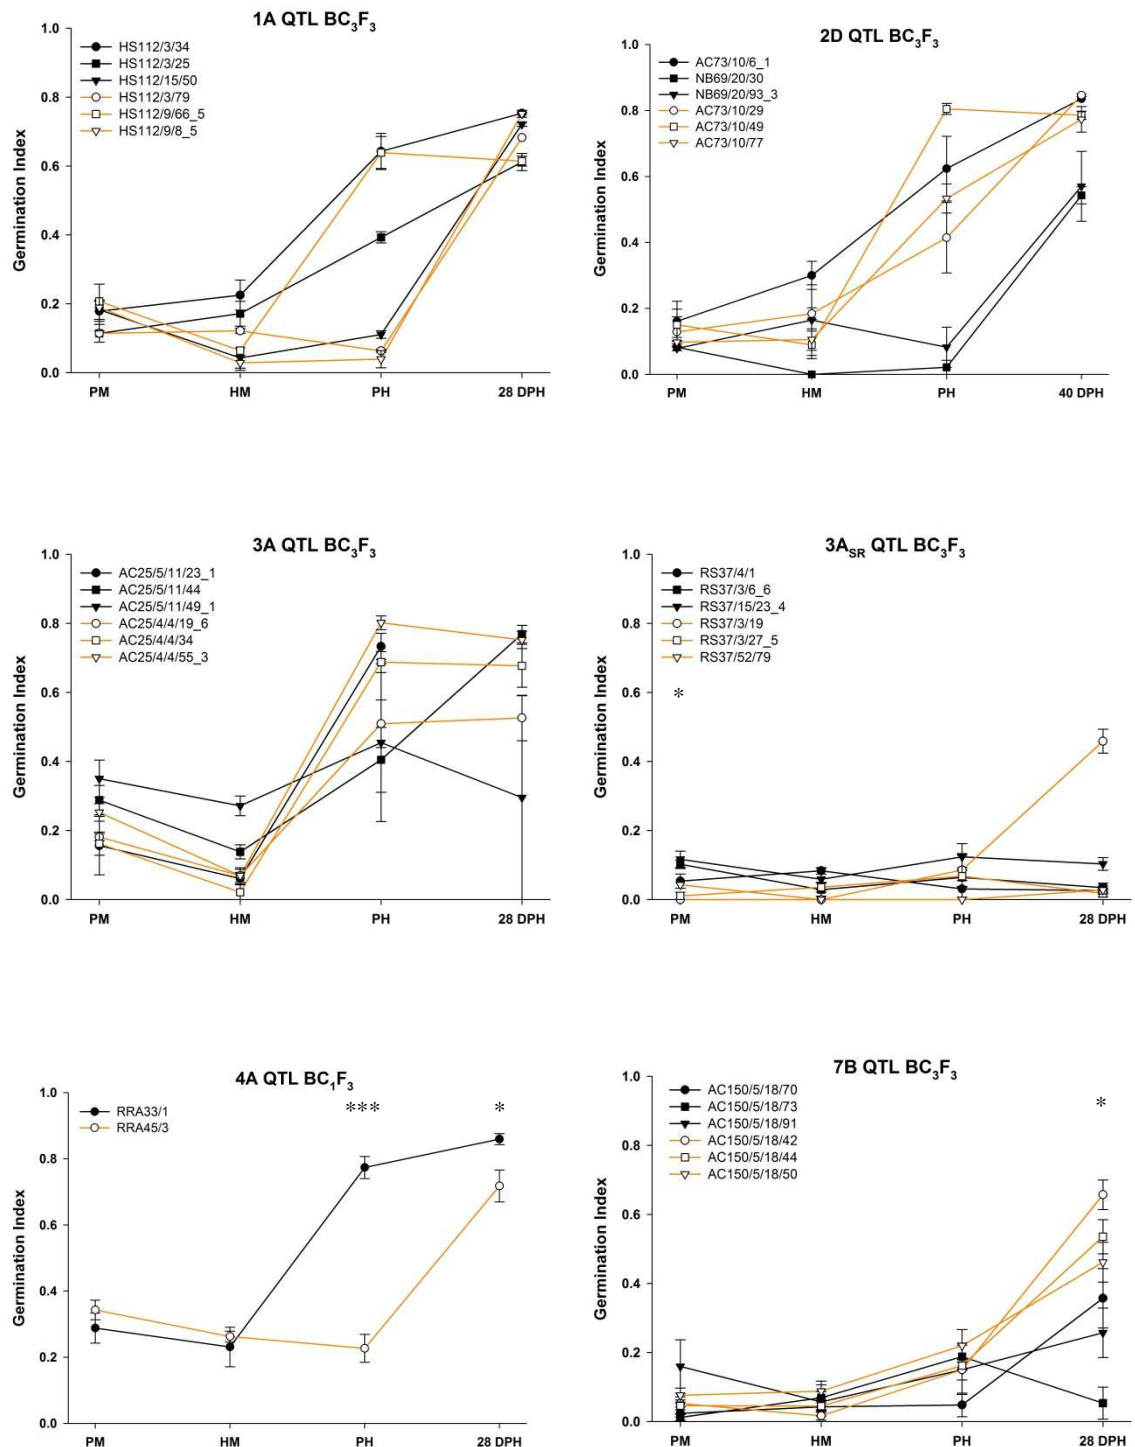 1A QTL BC3F3
1.0
0.8
0.6
0.4
0.2
0.0
Germination Index
HS112/3/34
HS112/3/25
HS112/15/50
HS112/3/79
HS112/9/66_5
HS112/9/8_5
PM HM PH 28 DPH
2D QTL BC3F3
1.0
0.8
0.6
0.4
0.2
0.0
Germination Index
AC73/10/6_1
NB69/20/30
NB69/20/93_3
AC73/10/29
AC73/10/49
AC73/10/77
PM HM PH 40 DPH
3A QTL BC3F3
1.0
0.8
0.6
0.4
0.2
0.0
Germination Index
AC25/5/11/23_1
AC25/5/11/44
AC25/5/11/49_1
AC25/4/4/19_6
AC25/4/4/34
AC25/4/4/55_3
PM HM PH 28 DPH
3ASR QTL BC3F3
1.0
0.8
0.6
0.4
0.2
0.0
Germination Index
RS37/4/1
RS37/3/6_6
RS37/15/23_4
RS37/3/19
RS37/3/27_5
RS37/52/79
*
PM HM PH 28 DPH
4A QTL BC1F3
1.0
0.8
0.6
0.4
0.2
0.0
Germination Index
RRA33/1
RRA45/3
*** *
PM HM PH 28 DPH
7B QTL BC3F3
1.0
0.8
0.6
0.4
0.2
0.0
Germination Index
AC150/5/18/70
AC150/5/18/73
AC150/5/18/91
AC150/5/18/42
AC150/5/18/44
AC150/5/18/50
*
PM HM PH 28 DPH